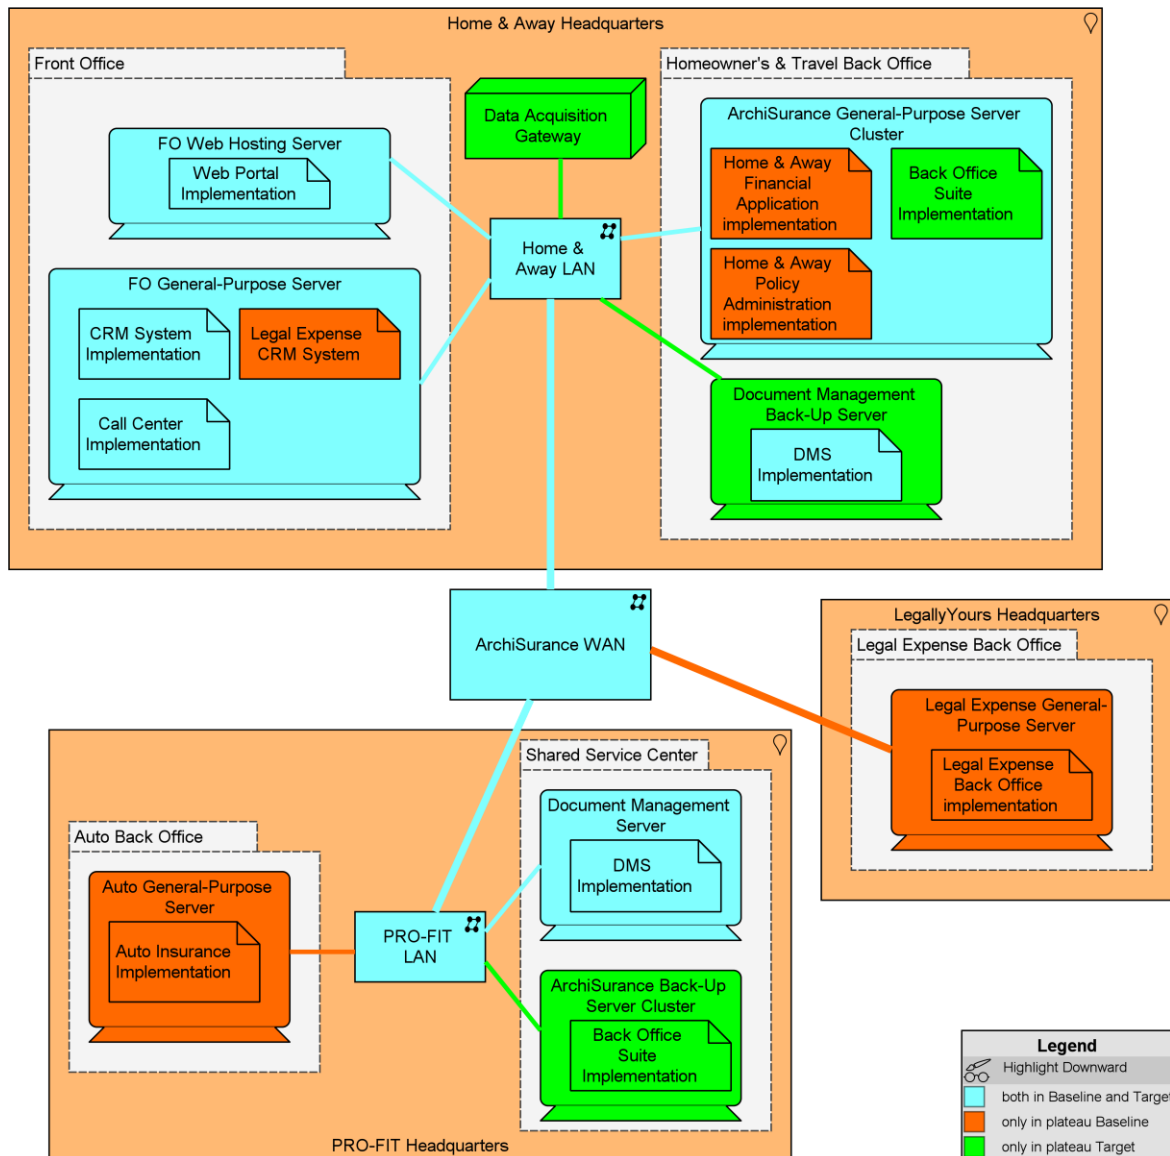 Home & Away Headquarters
Front Office
FO Web Hosting Server
Web Portal
Implementation
FO General-Purpose Server
CRM System
Implementation
Legal Expense
CRM System
Call Center
Implementation
Data Acquisition
Gateway
Home &
Away LAN
Homeowner's & Travel Back Office
ArchiSurance General-Purpose Server
Cluster
Home & Away
Financial
Application
implementation
Back Office
Suite
Implementation
Home & Away
Policy
Administration
implementation
Document Management
Back-Up Server
DMS
Implementation
ArchiSurance WAN
LegallyYours Headquarters
Legal Expense Back Office
Legal Expense General-
Purpose Server
Legal Expense
Back Office
implementation
Shared Service Center
Document Management
Server
DMS
Implementation
Auto Back Office
Auto General-Purpose
Server
Auto Insurance
Implementation
PRO-FIT
LAN
ArchiSurance Back-Up
Server Cluster
Back Office
Suite
Implementation
PRO-FIT Headquarters
Legend
Highlight Downward
both in Baseline and Target
only in plateau Baseline
only in plateau Target